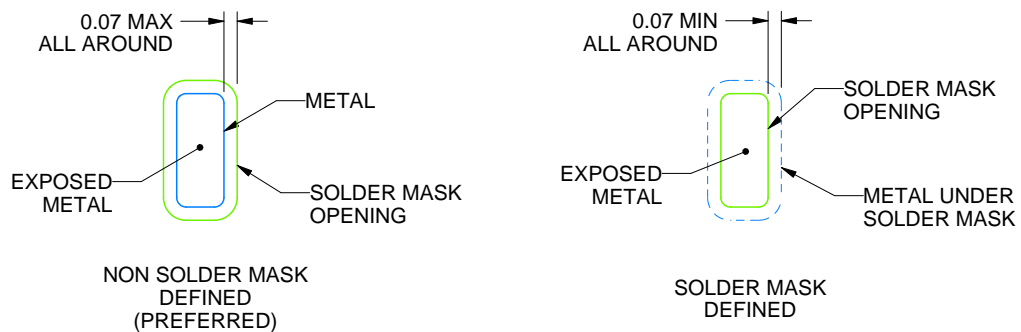 0.07 MAX
ALL AROUND
METAL
EXPOSED
METAL
SOLDER MASK
OPENING
NON SOLDER MASK
DEFINED
(PREFERRED)
0.07 MIN
ALL AROUND
SOLDER MASK
OPENING
EXPOSED
METAL
METAL UNDER
SOLDER MASK
SOLDER MASK
DEFINED